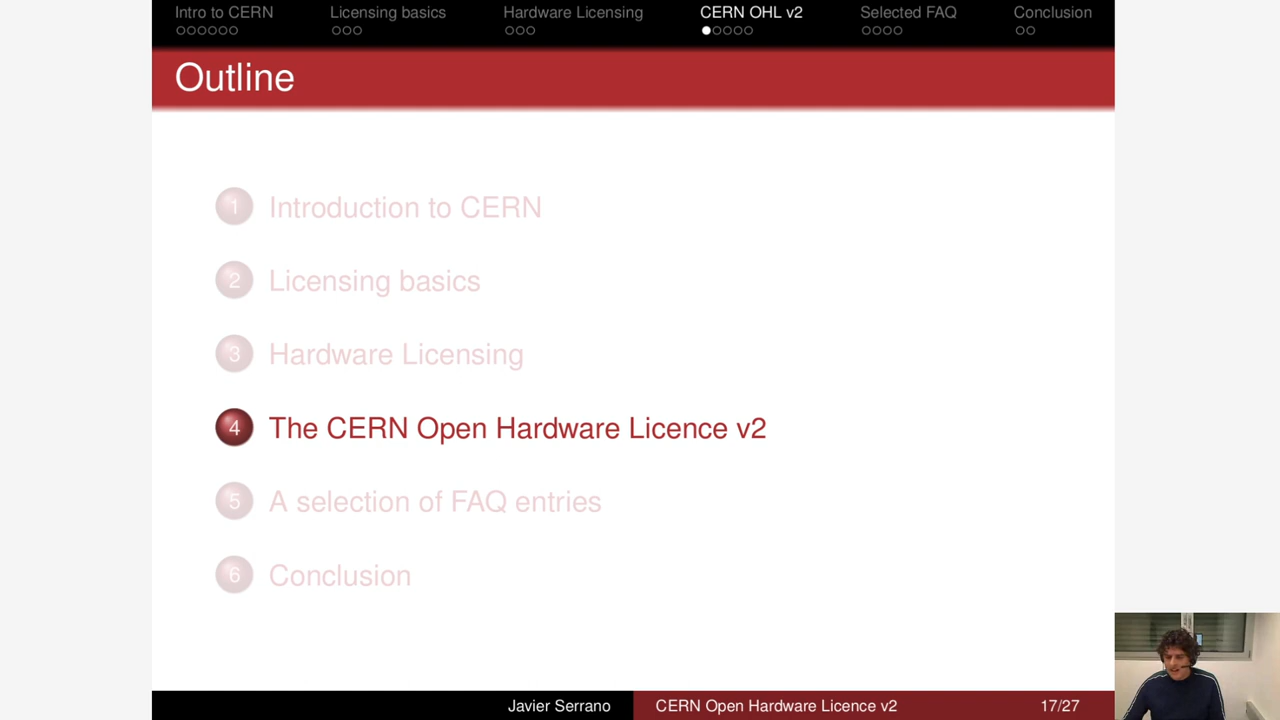 Intro to CERN Licensing basics Hardware Licensing CERN OHL v2 Selected FAQ Conclusion
Outline
1 Introduction to CERN
2 Licensing basics
3 Hardware Licensing
4 The CERN Open Hardware Licence v2
5 A selection of FAQ entries
6 Conclusion
Javier Serrano CERN Open Hardware Licence v2 17/27